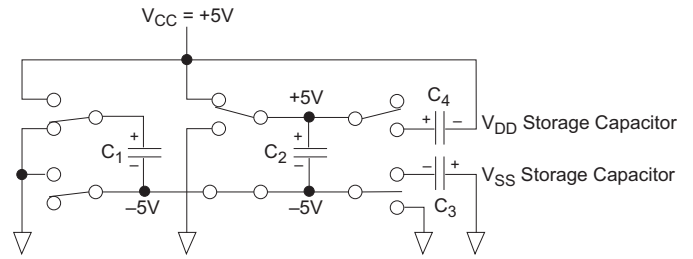 V_CC = +5V
+5V
C_4
+ −
V_DD Storage Capacitor
+
C_1
−
+
C_2
−
− +
V_SS Storage Capacitor
C_3
−5V
−5V